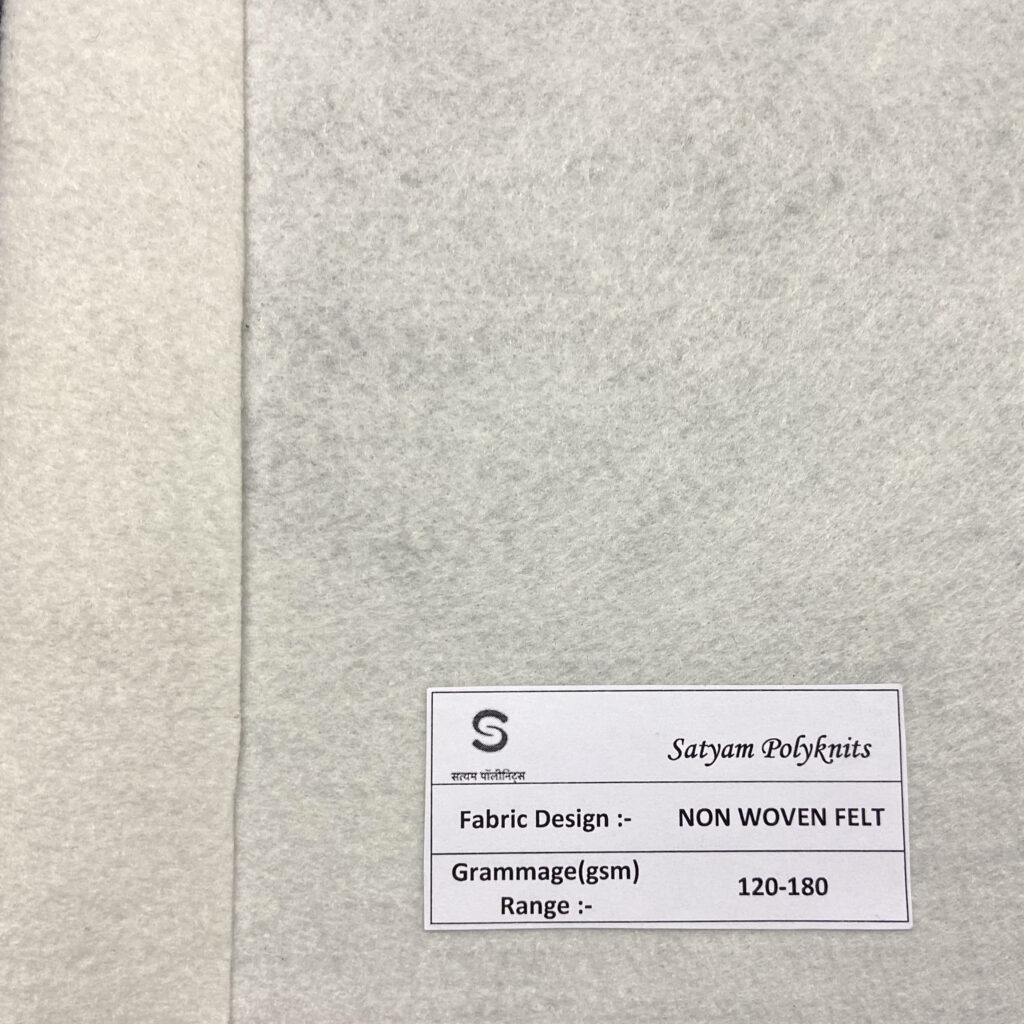 S
सत्यम पॉलीनिट्स
Satyam Polyknits
Fabric Design :- NON WOVEN FELT
Grammage(gsm)
Range :- 120-180